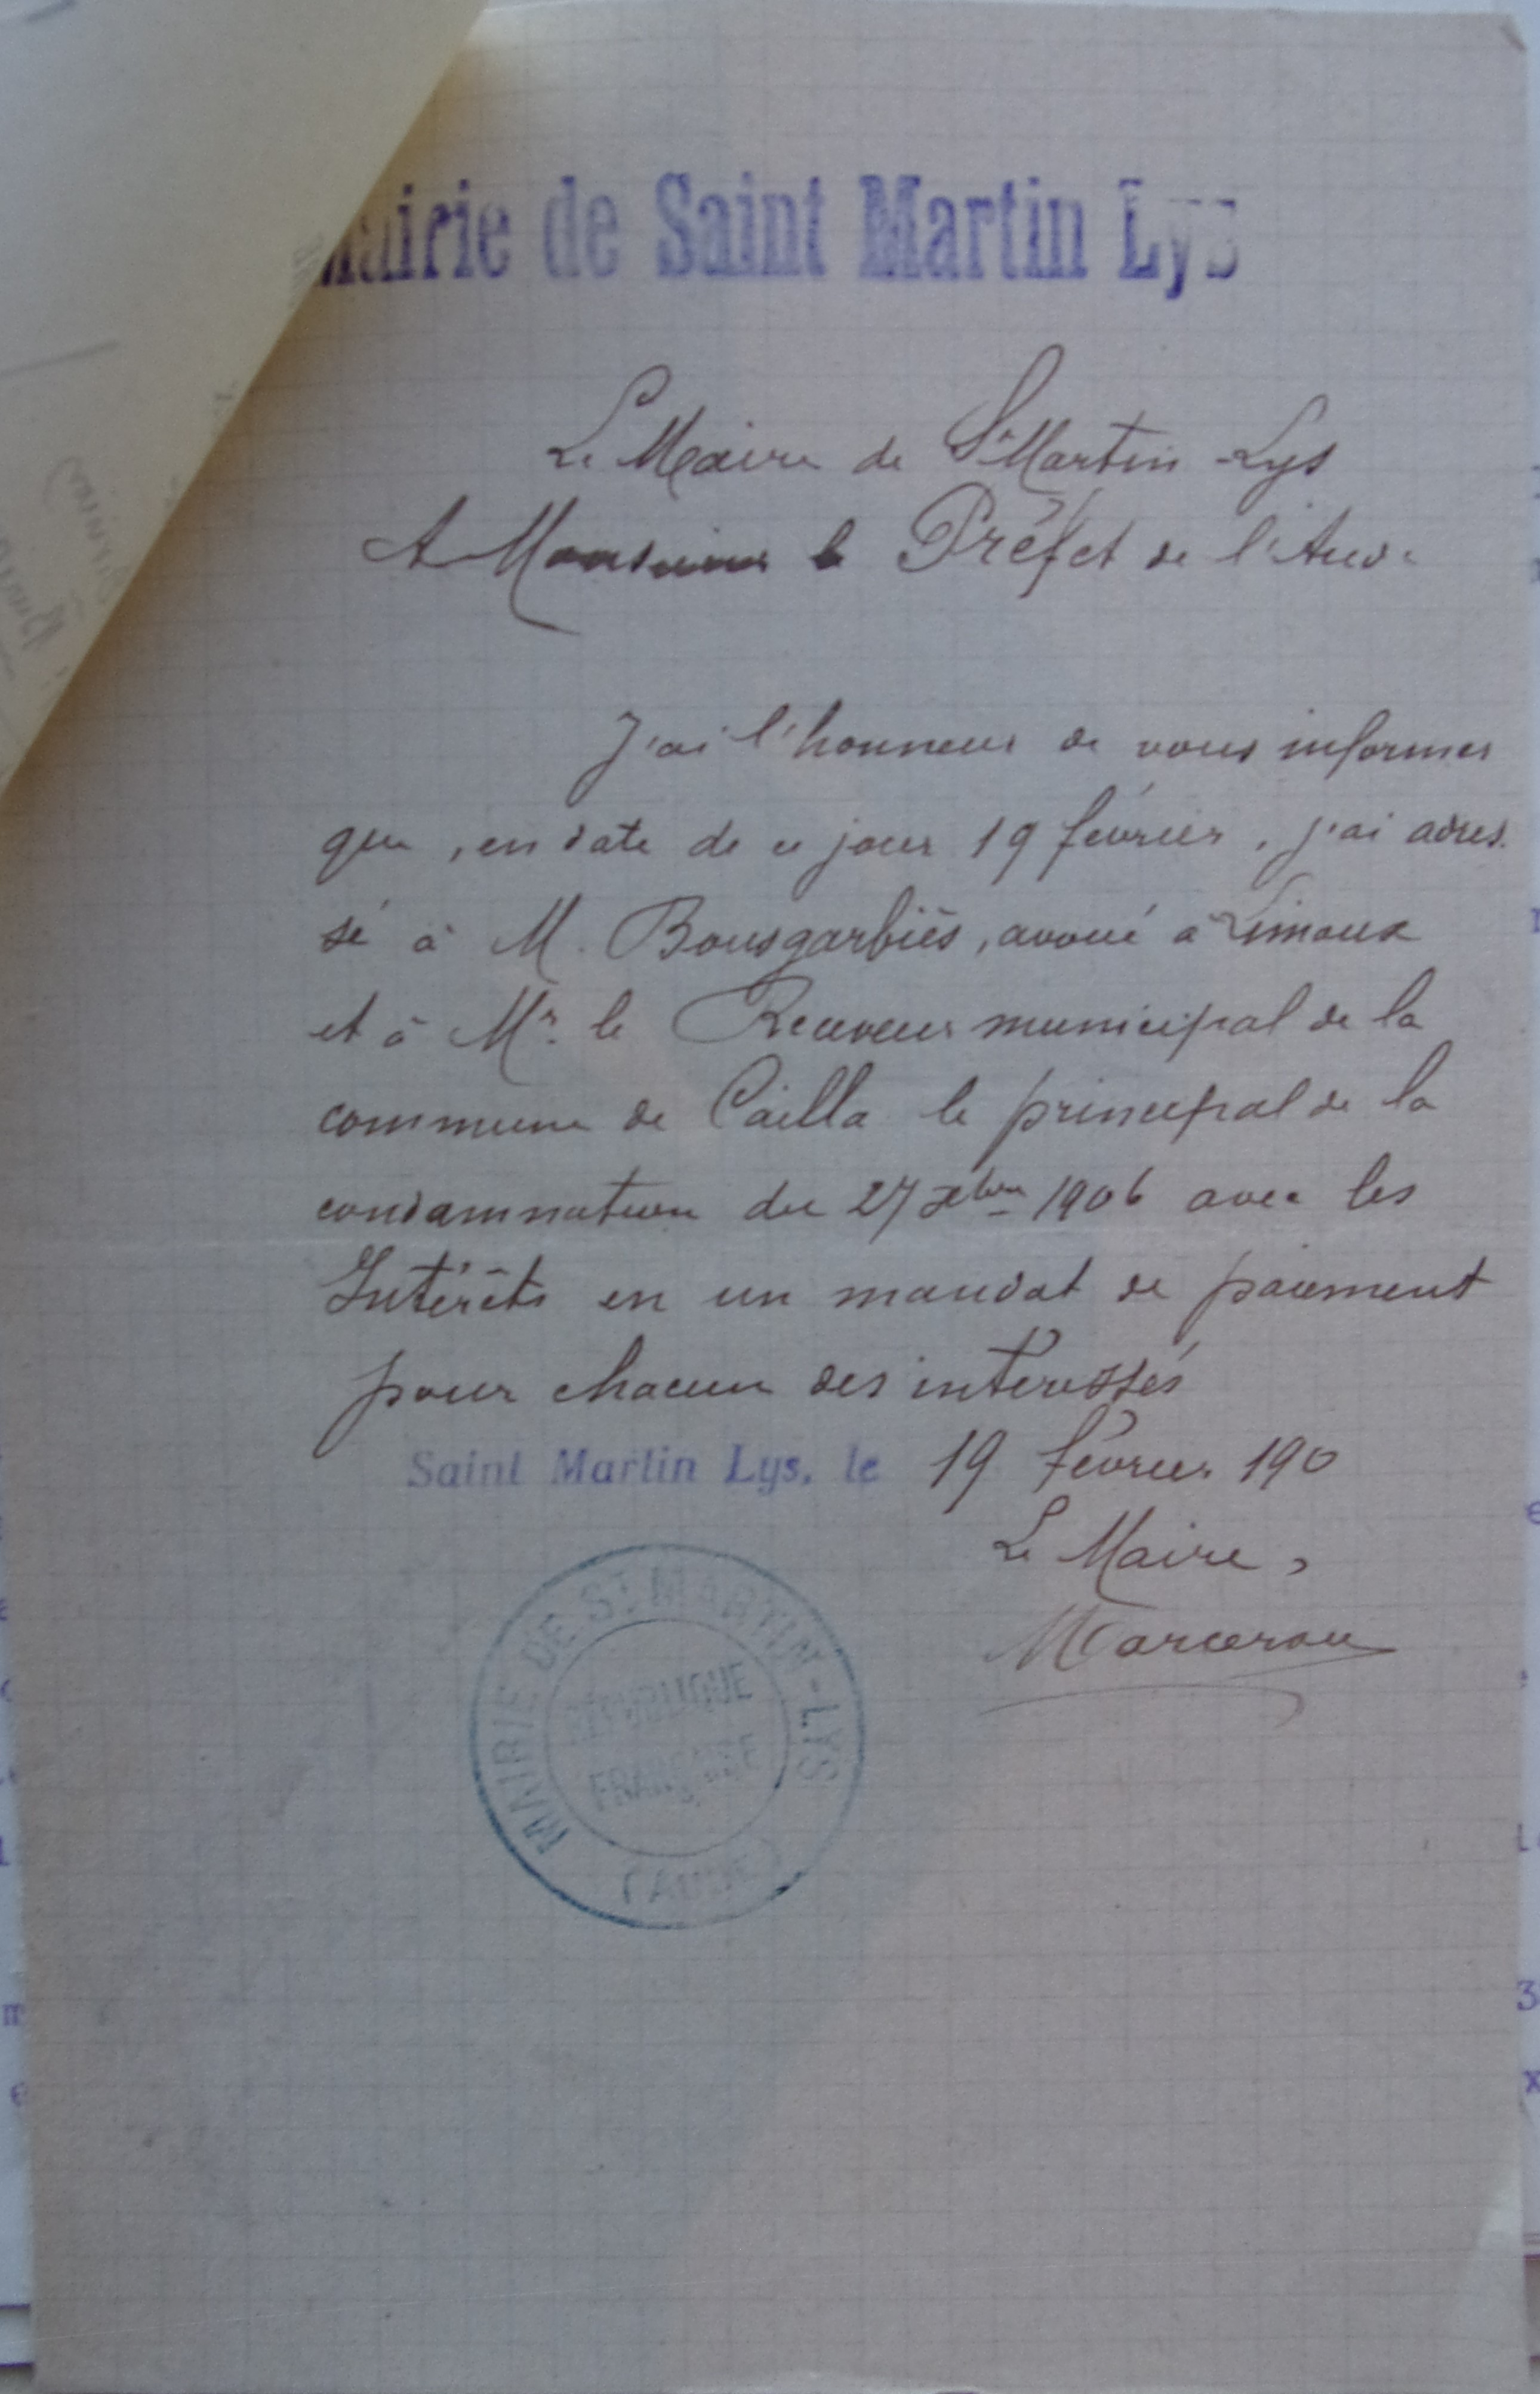 Mairie de Saint Martin Lys
Le Maire de St Martin-Lys
A Monsieur le Préfet de l'Aude
J'ai l'honneur de vous informer
que, en date de ce jour 19 février, j'ai adres-
sé à M. Bousgarbiès, avoué à Limoux
et à Mr. le Receveur municipal de la
commune de Cailla le principal de la
condamnation du 27 Xbre 1906 avec les
Intérêts en un mandat de paiement
pour chacun des intéressés
Saint Martin Lys, le 19 février 190
Le Maire,
Marcerou
MAIRIE DE ST MARTIN-LYS
RÉPUBLIQUE
FRANÇAISE
(AUDE)